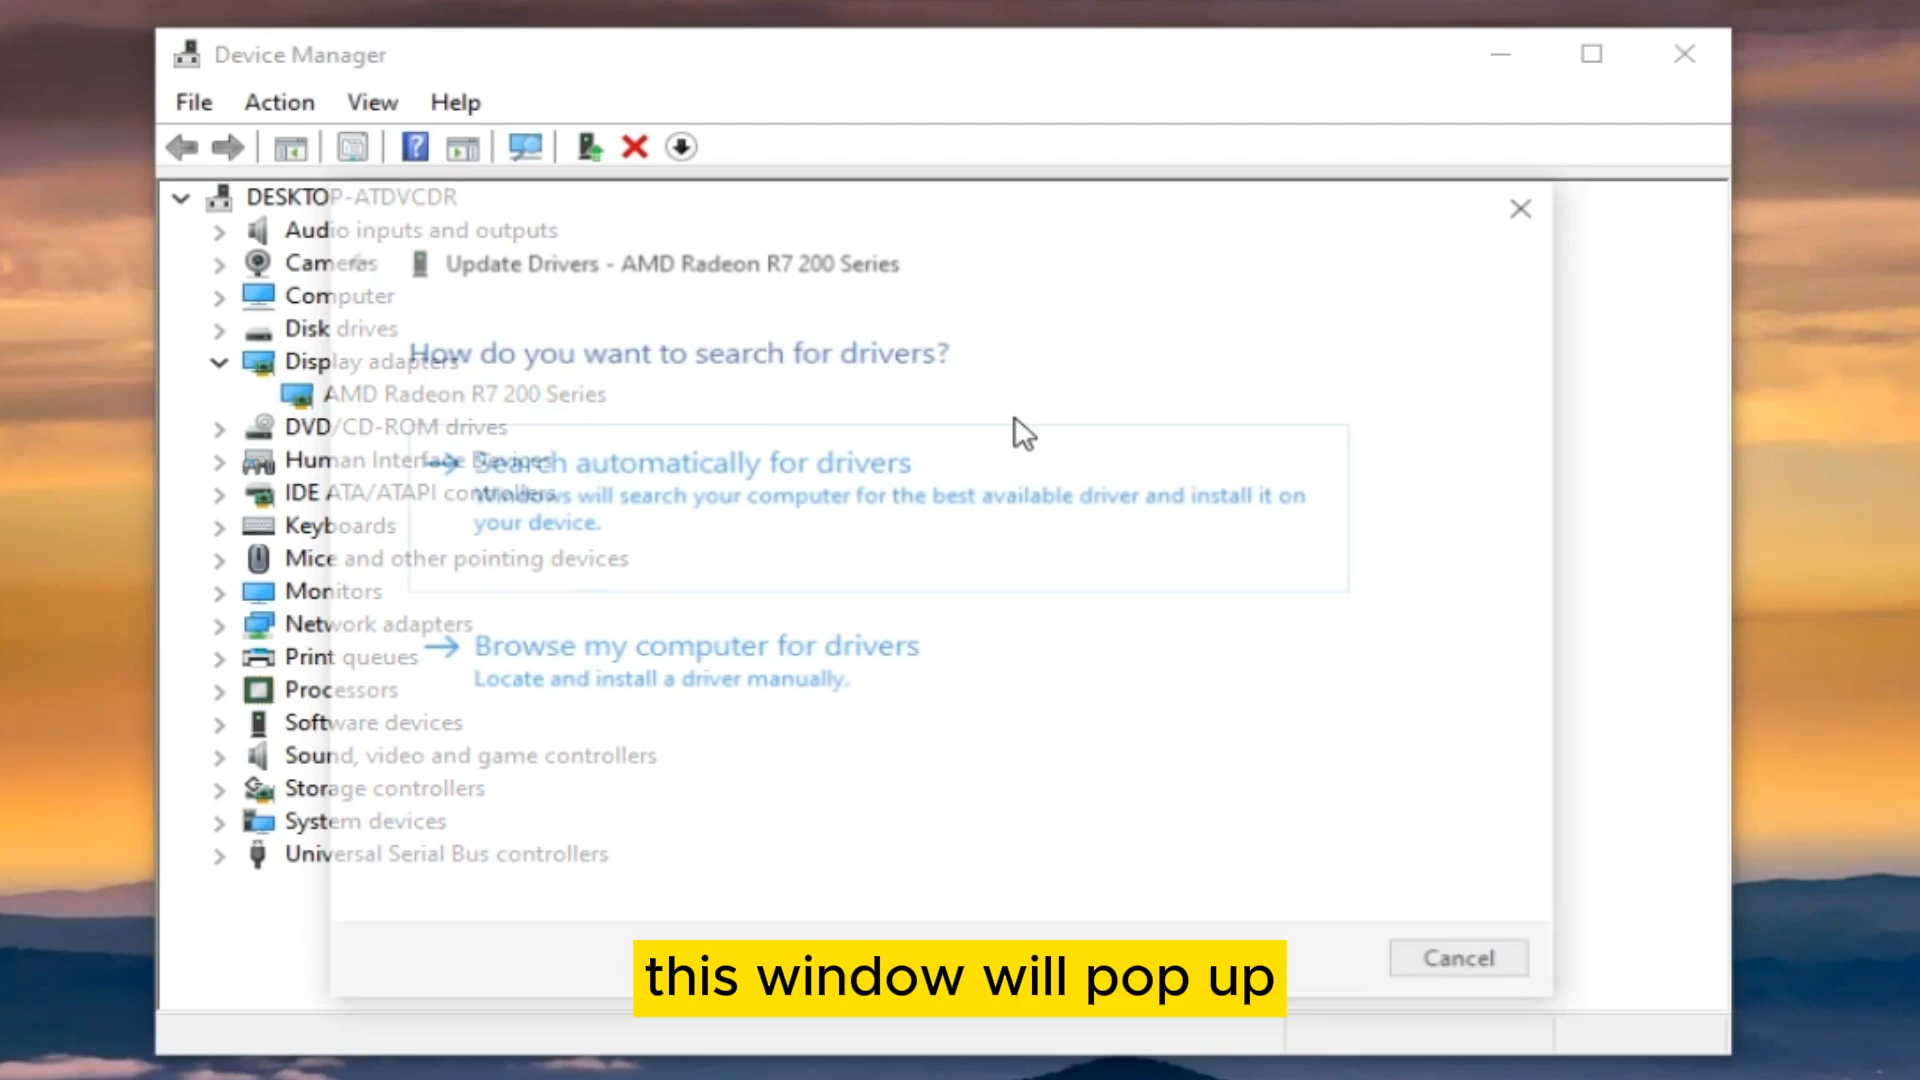 Device Manager
File Action View Help
DESKTOP-ATDVCDR
Audio inputs and outputs
Cameras
Computer
Disk drives
Display adapters
AMD Radeon R7 200 Series
DVD/CD-ROM drives
Human Interface Devices
IDE ATA/ATAPI controllers
Keyboards
Mice and other pointing devices
Monitors
Network adapters
Print queues
Processors
Software devices
Sound, video and game controllers
Storage controllers
System devices
Universal Serial Bus controllers
Update Drivers - AMD Radeon R7 200 Series
How do you want to search for drivers?
Search automatically for drivers
Windows will search your computer for the best available driver and install it on
your device.
Browse my computer for drivers
Locate and install a driver manually.
Cancel
this window will pop up